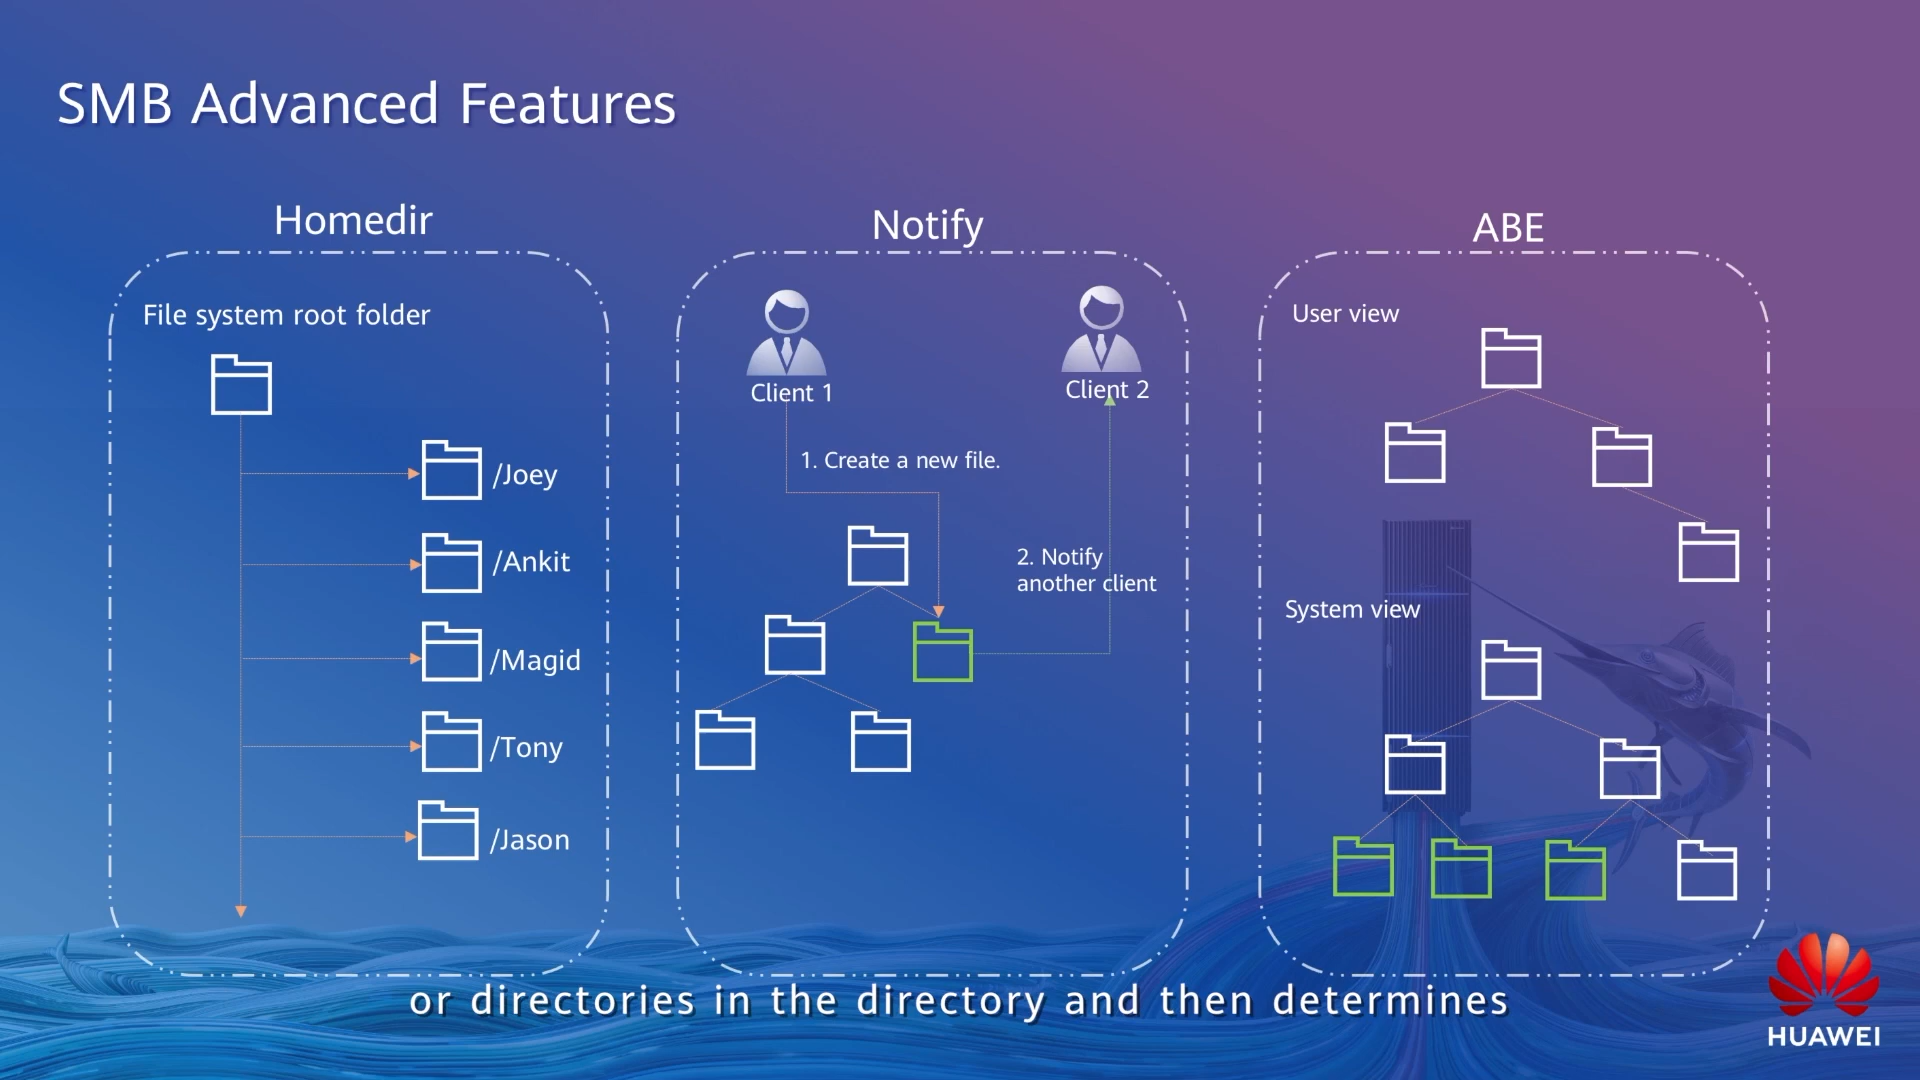 SMB Advanced Features
Homedir
File system root folder
/Joey
/Ankit
/Magid
/Tony
/Jason
Notify
Client 1
Client 2
1. Create a new file.
2. Notify
another client
ABE
User view
System view
or directories in the directory and then determines
HUAWEI